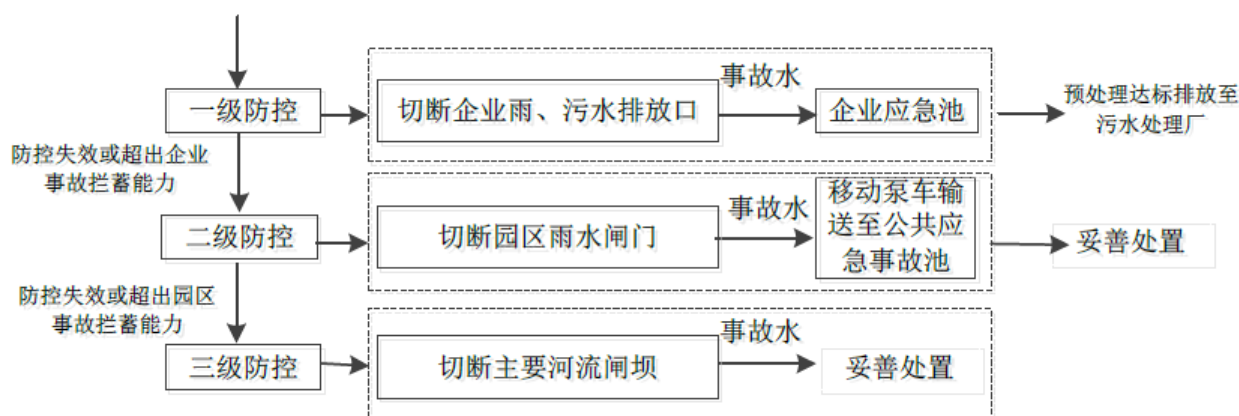 事故水
一级防控
切断企业雨、污水排放口
企业应急池
预处理达标排放至
污水处理厂
防控失效或超出企业
事故拦蓄能力
事故水
移动泵车输
送至公共应
急事故池
二级防控
切断园区雨水闸门
妥善处置
防控失效或超出园区
事故拦蓄能力
事故水
三级防控
切断主要河流闸坝
妥善处置